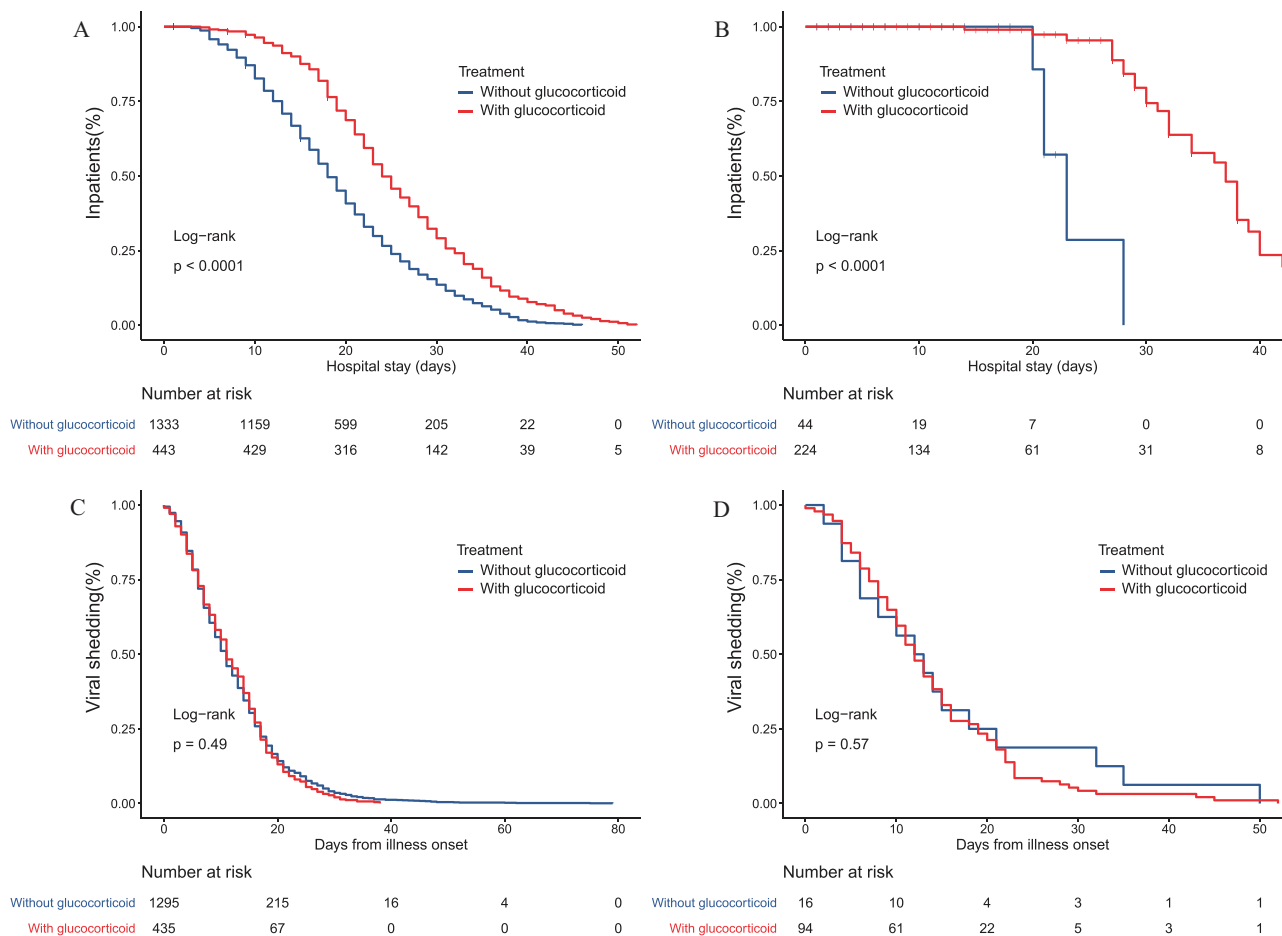 A
Inpatients(%)
1.00
0.75
0.50
0.25
0.00
Treatment
Without glucocorticoid
With glucocorticoid
Log−rank
p < 0.0001
0 10 20 30 40 50
Hospital stay (days)
Number at risk
Without glucocorticoid 1333 1159 599 205 22 0
With glucocorticoid 443 429 316 142 39 5
B
Inpatients(%)
1.00
0.75
0.50
0.25
0.00
Treatment
Without glucocorticoid
With glucocorticoid
Log−rank
p < 0.0001
0 10 20 30 40
Hospital stay (days)
Number at risk
Without glucocorticoid 44 19 7 0 0
With glucocorticoid 224 134 61 31 8
C
Viral shedding(%)
1.00
0.75
0.50
0.25
0.00
Treatment
Without glucocorticoid
With glucocorticoid
Log−rank
p = 0.49
0 20 40 60 80
Days from illness onset
Number at risk
Without glucocorticoid 1295 215 16 4 0
With glucocorticoid 435 67 0 0 0
D
Viral shedding(%)
1.00
0.75
0.50
0.25
0.00
Treatment
Without glucocorticoid
With glucocorticoid
Log−rank
p = 0.57
0 10 20 30 40 50
Days from illness onset
Number at risk
Without glucocorticoid 16 10 4 3 1 1
With glucocorticoid 94 61 22 5 3 1